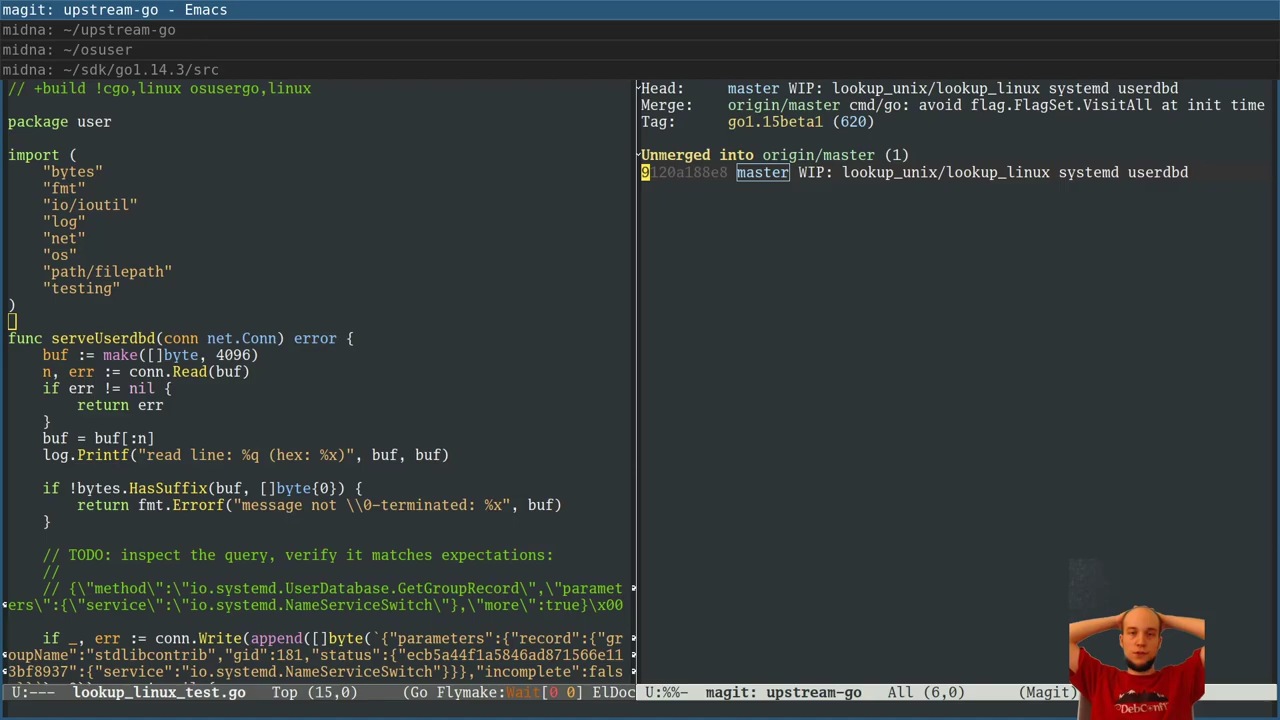 magit: upstream-go - Emacs
midna: ~/upstream-go
midna: ~/osuser
midna: ~/sdk/go1.14.3/src
// +build !cgo,linux osusergo,linux
package user
import (
"bytes"
"fmt"
"io/ioutil"
"log"
"net"
"os"
"path/filepath"
"testing"
)
func serveUserdbd(conn net.Conn) error {
buf := make([]byte, 4096)
n, err := conn.Read(buf)
if err != nil {
return err
}
buf = buf[:n]
log.Printf("read line: %q (hex: %x)", buf, buf)
if !bytes.HasSuffix(buf, []byte{0}) {
return fmt.Errorf("message not \\0-terminated: %x", buf)
}
// TODO: inspect the query, verify it matches expectations:
//
// {\"method\":\"io.systemd.UserDatabase.GetGroupRecord\",\"paramet
ers\":{\"service\":\"io.systemd.NameServiceSwitch\"},\"more\":true}\x00
if _, err := conn.Write(append([]byte(`{"parameters":{"record":{"gr
oupName":"stdlibcontrib","gid":181,"status":{"ecb5a44f1a5846ad871566e11
3bf8937":{"service":"io.systemd.NameServiceSwitch"}}},"incomplete":fals
U:--- lookup_linux_test.go Top (15,0) (Go Flymake:Wait[0 0] ElDoc
Head: master WIP: lookup_unix/lookup_linux systemd userdbd
Merge: origin/master cmd/go: avoid flag.FlagSet.VisitAll at init time
Tag: go1.15beta1 (620)
Unmerged into origin/master (1)
9120a188e8 master WIP: lookup_unix/lookup_linux systemd userdbd
U:%%- magit: upstream-go All (6,0) (Magit)